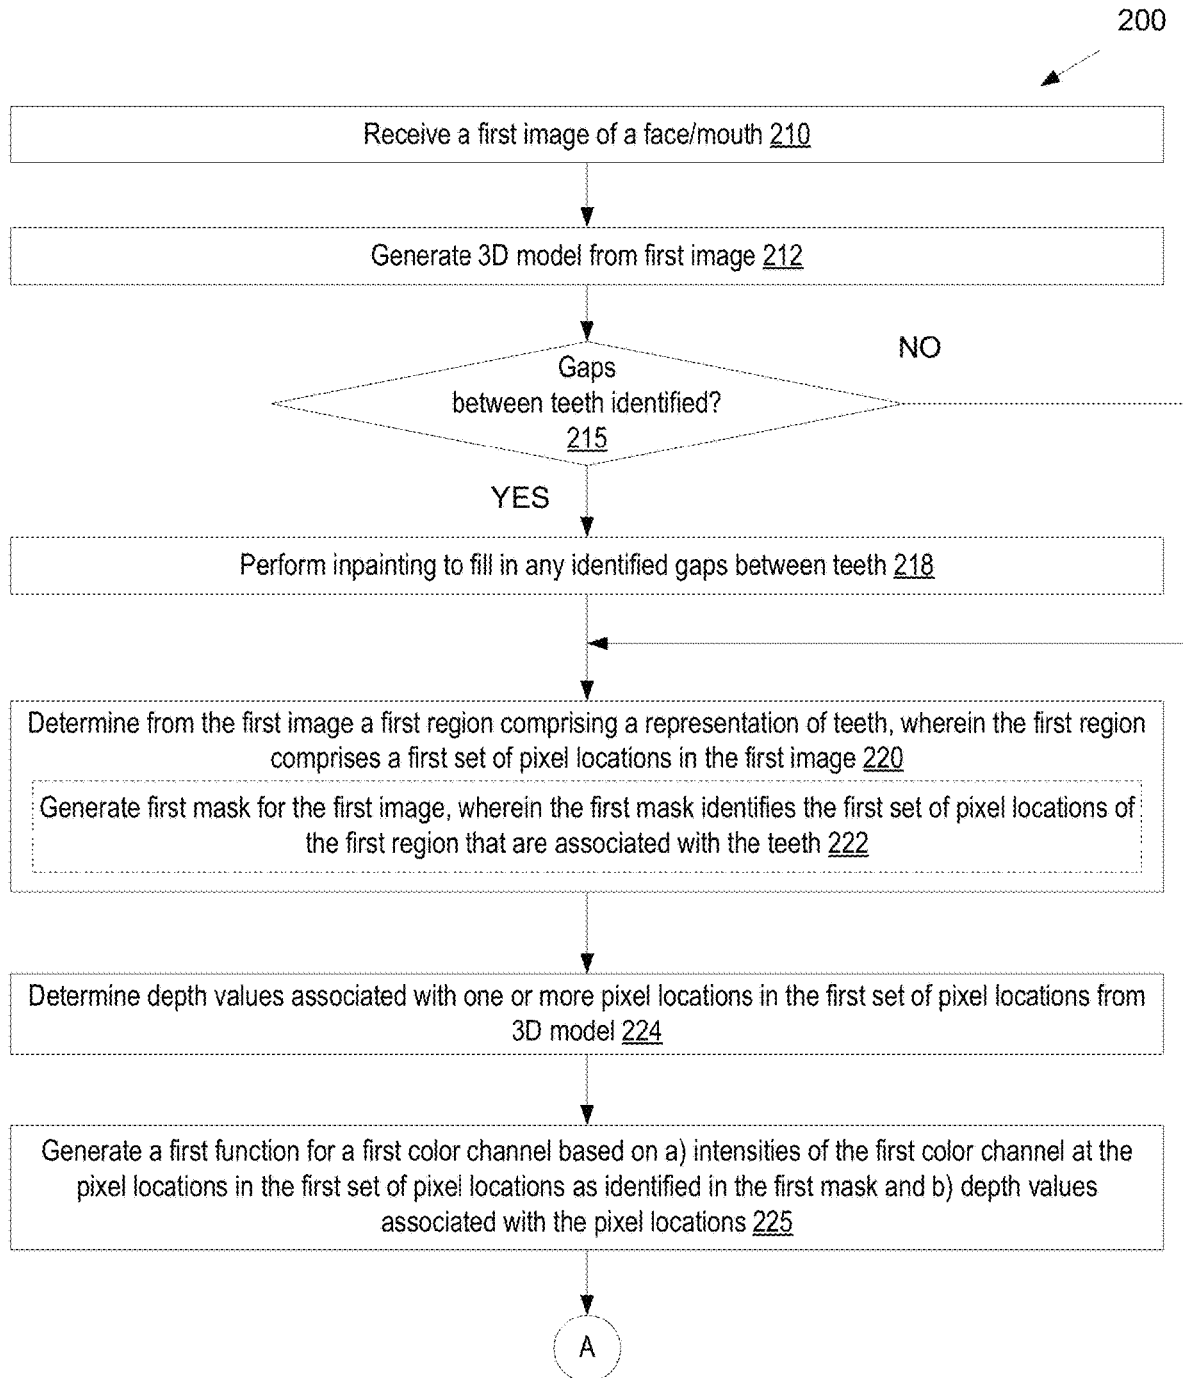 200
Receive a first image of a face/mouth 210
Generate 3D model from first image 212
NO
Gaps
between teeth identified?
215
YES
Perform inpainting to fill in any identified gaps between teeth 218
Determine from the first image a first region comprising a representation of teeth, wherein the first region
comprises a first set of pixel locations in the first image 220
Generate first mask for the first image, wherein the first mask identifies the first set of pixel locations of
the first region that are associated with the teeth 222
Determine depth values associated with one or more pixel locations in the first set of pixel locations from
3D model 224
Generate a first function for a first color channel based on a) intensities of the first color channel at the
pixel locations in the first set of pixel locations as identified in the first mask and b) depth values
associated with the pixel locations 225
A